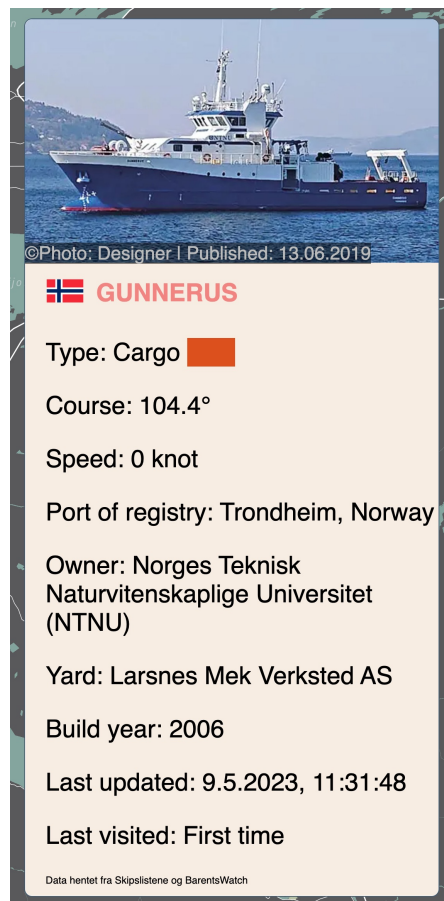 ©Photo: Designer | Published: 13.06.2019
GUNNERUS
Type: Cargo
Course: 104.4°
Speed: 0 knot
Port of registry: Trondheim, Norway
Owner: Norges Teknisk
Naturvitenskaplige Universitet
(NTNU)
Yard: Larsnes Mek Verksted AS
Build year: 2006
Last updated: 9.5.2023, 11:31:48
Last visited: First time
Data hentet fra Skipslistene og BarentsWatch